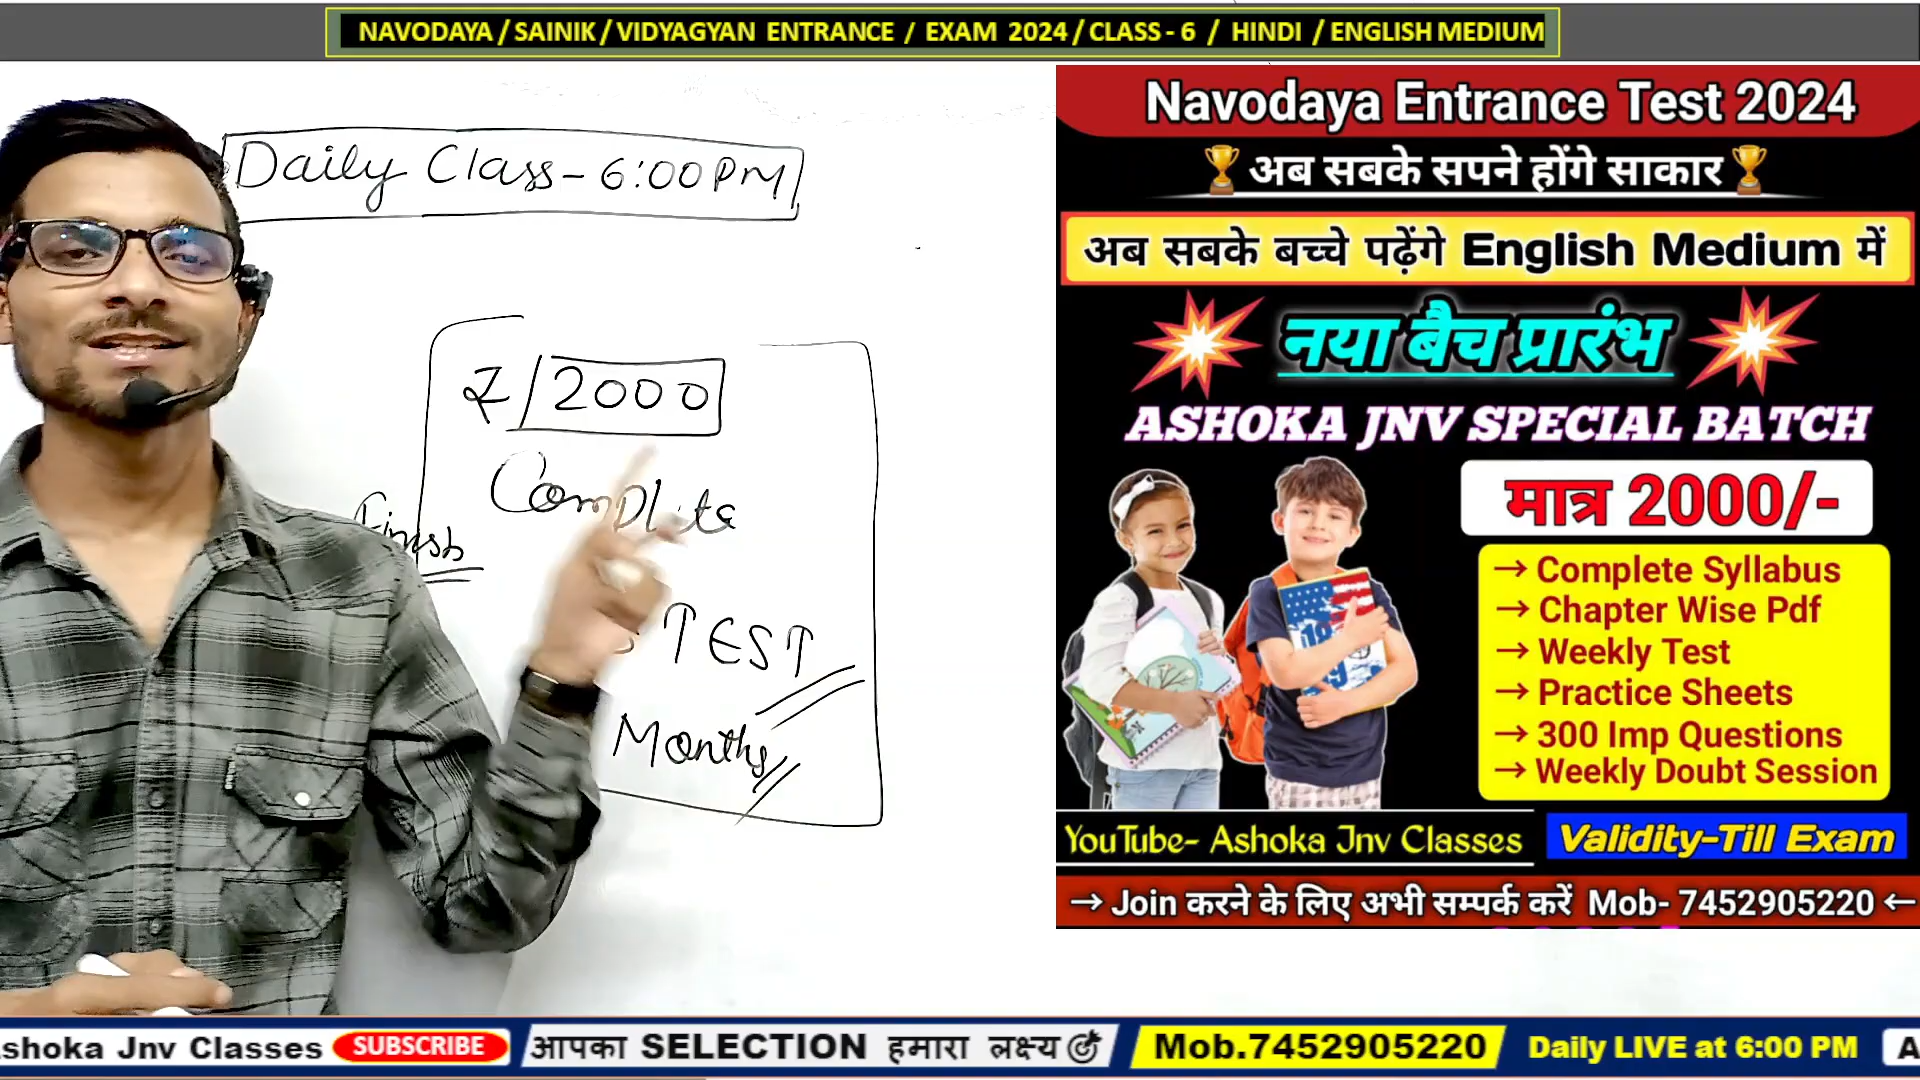 NAVODAYA / SAINIK / VIDYAGYAN ENTRANCE / EXAM 2024 / CLASS - 6 / HINDI / ENGLISH MEDIUM
Daily Class - 6:00 PM
₹/2000
Complete
Finish
TEST
Months
Navodaya Entrance Test 2024
अब सबके सपने होंगे साकार
अब सबके बच्चे पढ़ेंगे English Medium में
नया बैच प्रारंभ
ASHOKA JNV SPECIAL BATCH
मात्र 2000/-
→ Complete Syllabus
→ Chapter Wise Pdf
→ Weekly Test
→ Practice Sheets
→ 300 Imp Questions
→ Weekly Doubt Session
YouTube- Ashoka Jnv Classes
Validity-Till Exam
→ Join करने के लिए अभी सम्पर्क करें Mob- 7452905220 ←
shoka Jnv Classes SUBSCRIBE आपका SELECTION हमारा लक्ष्य Mob.7452905220 Daily LIVE at 6:00 PM A